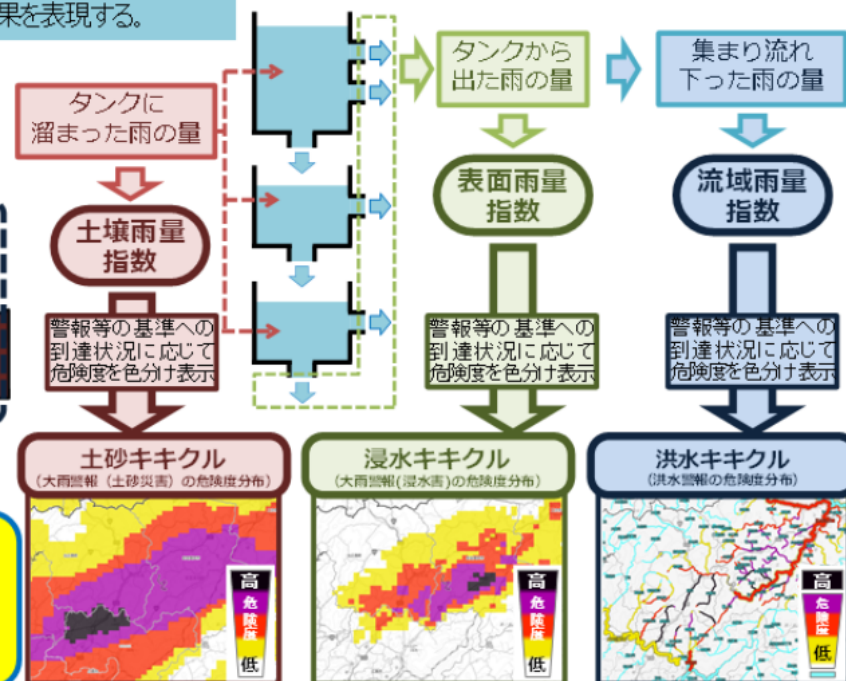 果を表現する。
タンクに
溜まった雨の量
タンクから
出た雨の量
集まり流れ
下った雨の量
土壌雨量
指数
表面雨量
指数
流域雨量
指数
警報等の基準への
到達状況に応じて
危険度を色分け表示
警報等の基準への
到達状況に応じて
危険度を色分け表示
警報等の基準への
到達状況に応じて
危険度を色分け表示
土砂キキクル
(大雨警報(土砂災害)の危険度分布)
浸水キキクル
(大雨警報(浸水害)の危険度分布)
洪水キキクル
(洪水警報の危険度分布)
高
危険度
低
高
危険度
低
高
危険度
低